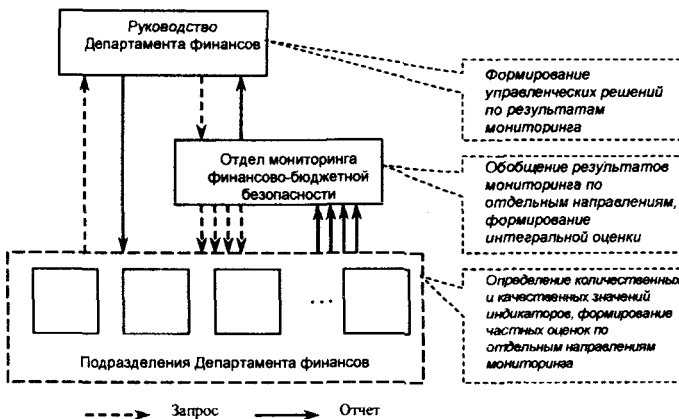 Руководство
Департамента финансов
Формирование
управленческих решений
по результатам
мониторинга
Отдел мониторинга
финансово-бюджетной
безопасности
Обобщение результатов
мониторинга по
отдельным направлениям,
формирование
интегральной оценки
...
Подразделения Департамента финансов
Определение количественных
и качественных значений
индикаторов, формирование
частных оценок по
отдельным направлениям
мониторинга
Запрос
Отчет